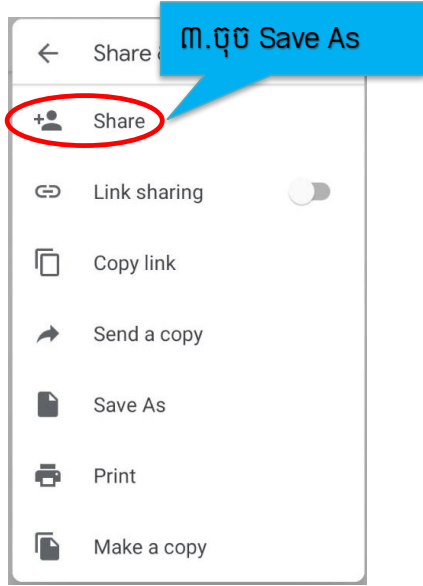 ៣.ចុច Save As
Share &
Share
Link sharing
Copy link
Send a copy
Save As
Print
Make a copy